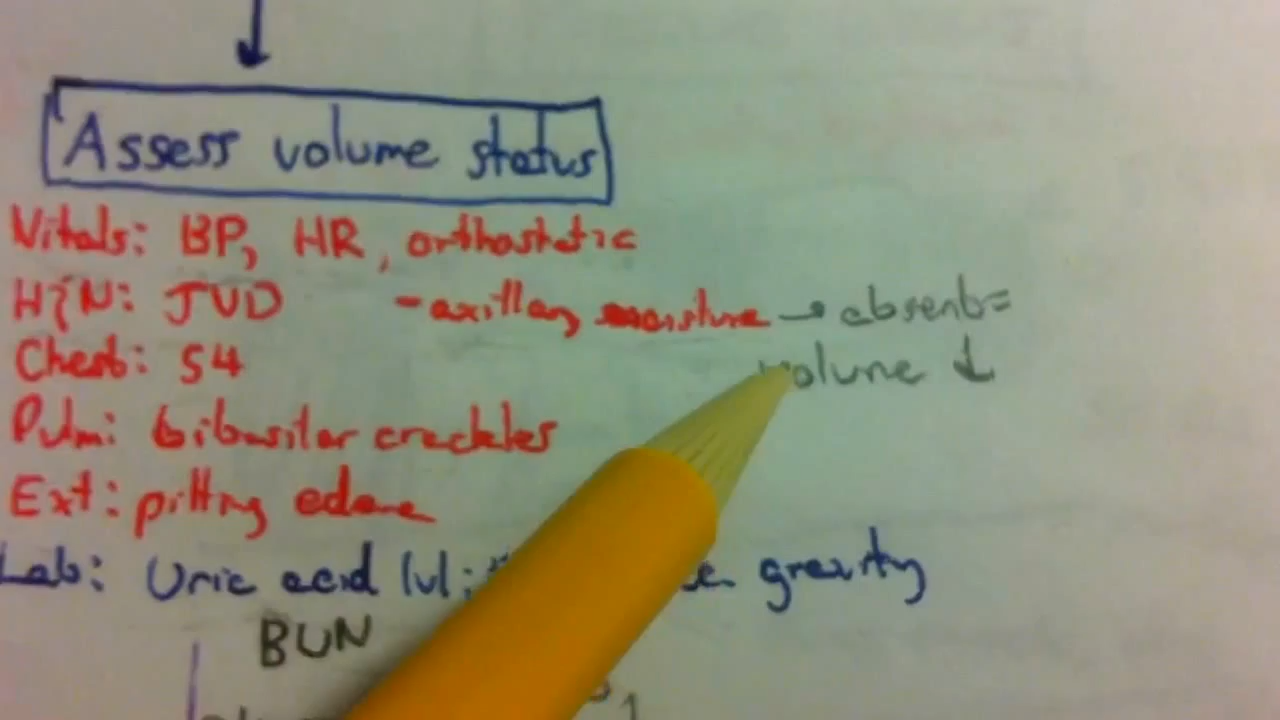 Assess volume status
Vitals: BP, HR, orthostatic
H/N: JVD - axillary moisture → absent =
volume ↓
Chest: S4
Pulm: bibasilar crackles
Ext: pitting edema
Lab: Uric acid lvl; gravity
BUN